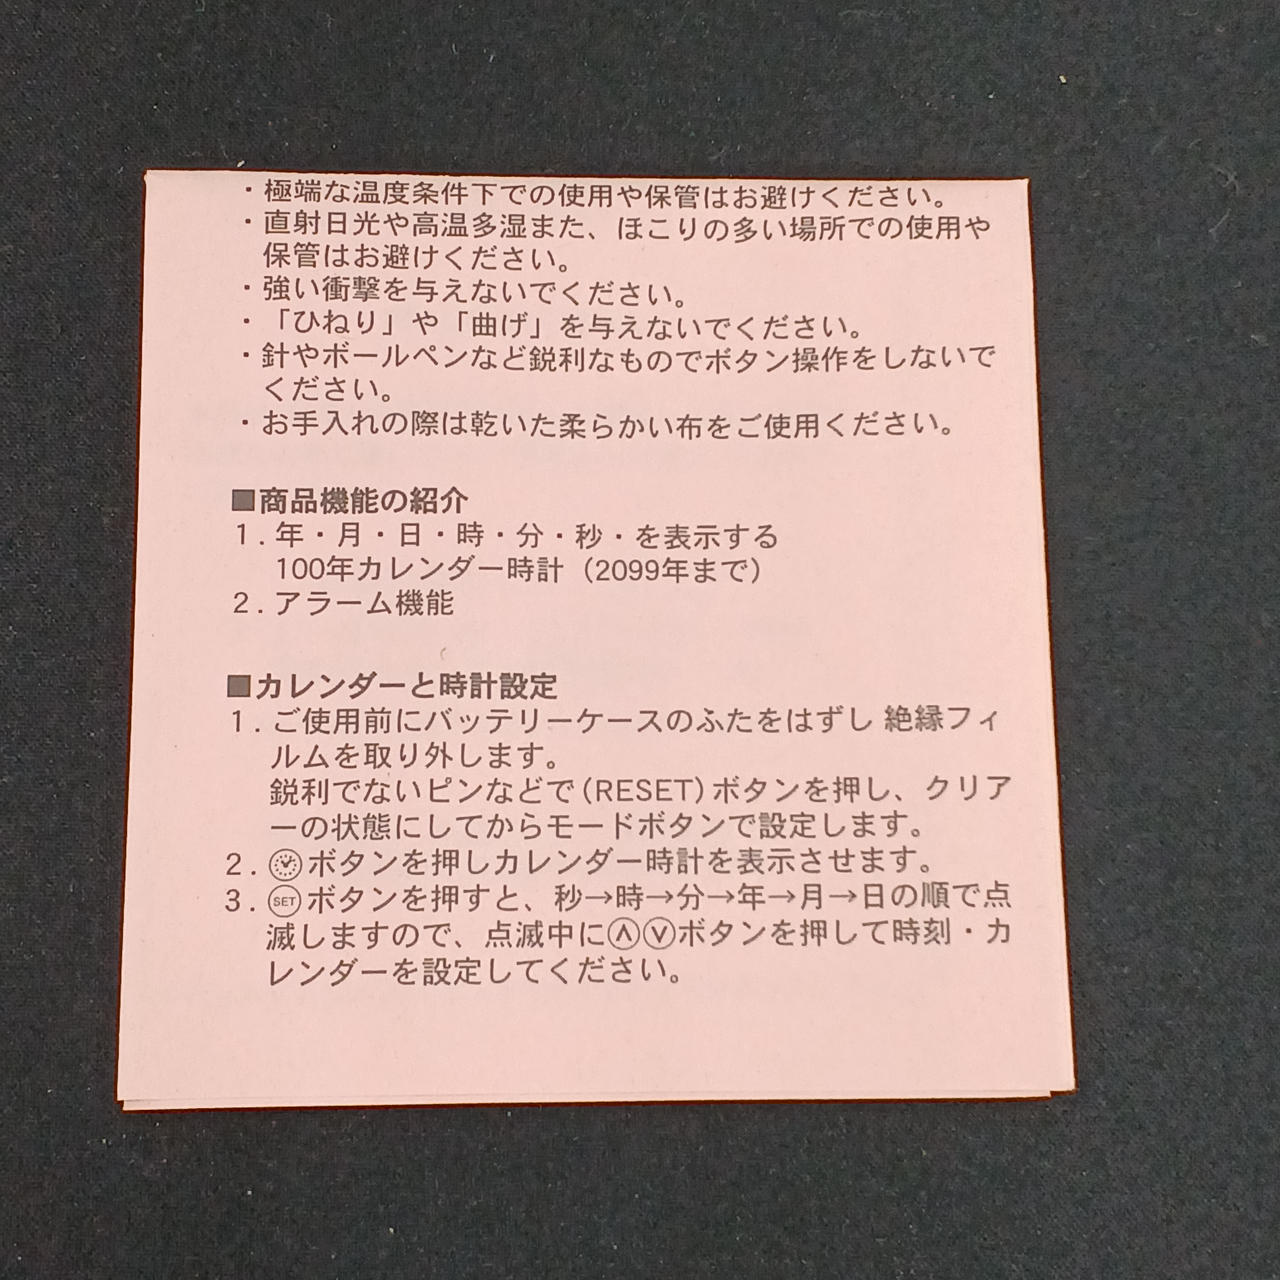 ・極端な温度条件下での使用や保管はお避けください。
・直射日光や高温多湿また、ほこりの多い場所での使用や
保管はお避けください。
・強い衝撃を与えないでください。
・「ひねり」や「曲げ」を与えないでください。
・針やボールペンなど鋭利なものでボタン操作をしないで
ください。
・お手入れの際は乾いた柔らかい布をご使用ください。
■商品機能の紹介
1.年・月・日・時・分・秒・を表示する
100年カレンダー時計（2099年まで）
2.アラーム機能
■カレンダーと時計設定
1.ご使用前にバッテリーケースのふたをはずし 絶縁フィ
ルムを取り外します。
鋭利でないピンなどで（RESET）ボタンを押し、クリア
ーの状態にしてからモードボタンで設定します。
2.ボタンを押しカレンダー時計を表示させます。
3.SETボタンを押すと、秒→時→分→年→月→日の順で点
滅しますので、点滅中に∧∨ボタンを押して時刻・カ
レンダーを設定してください。